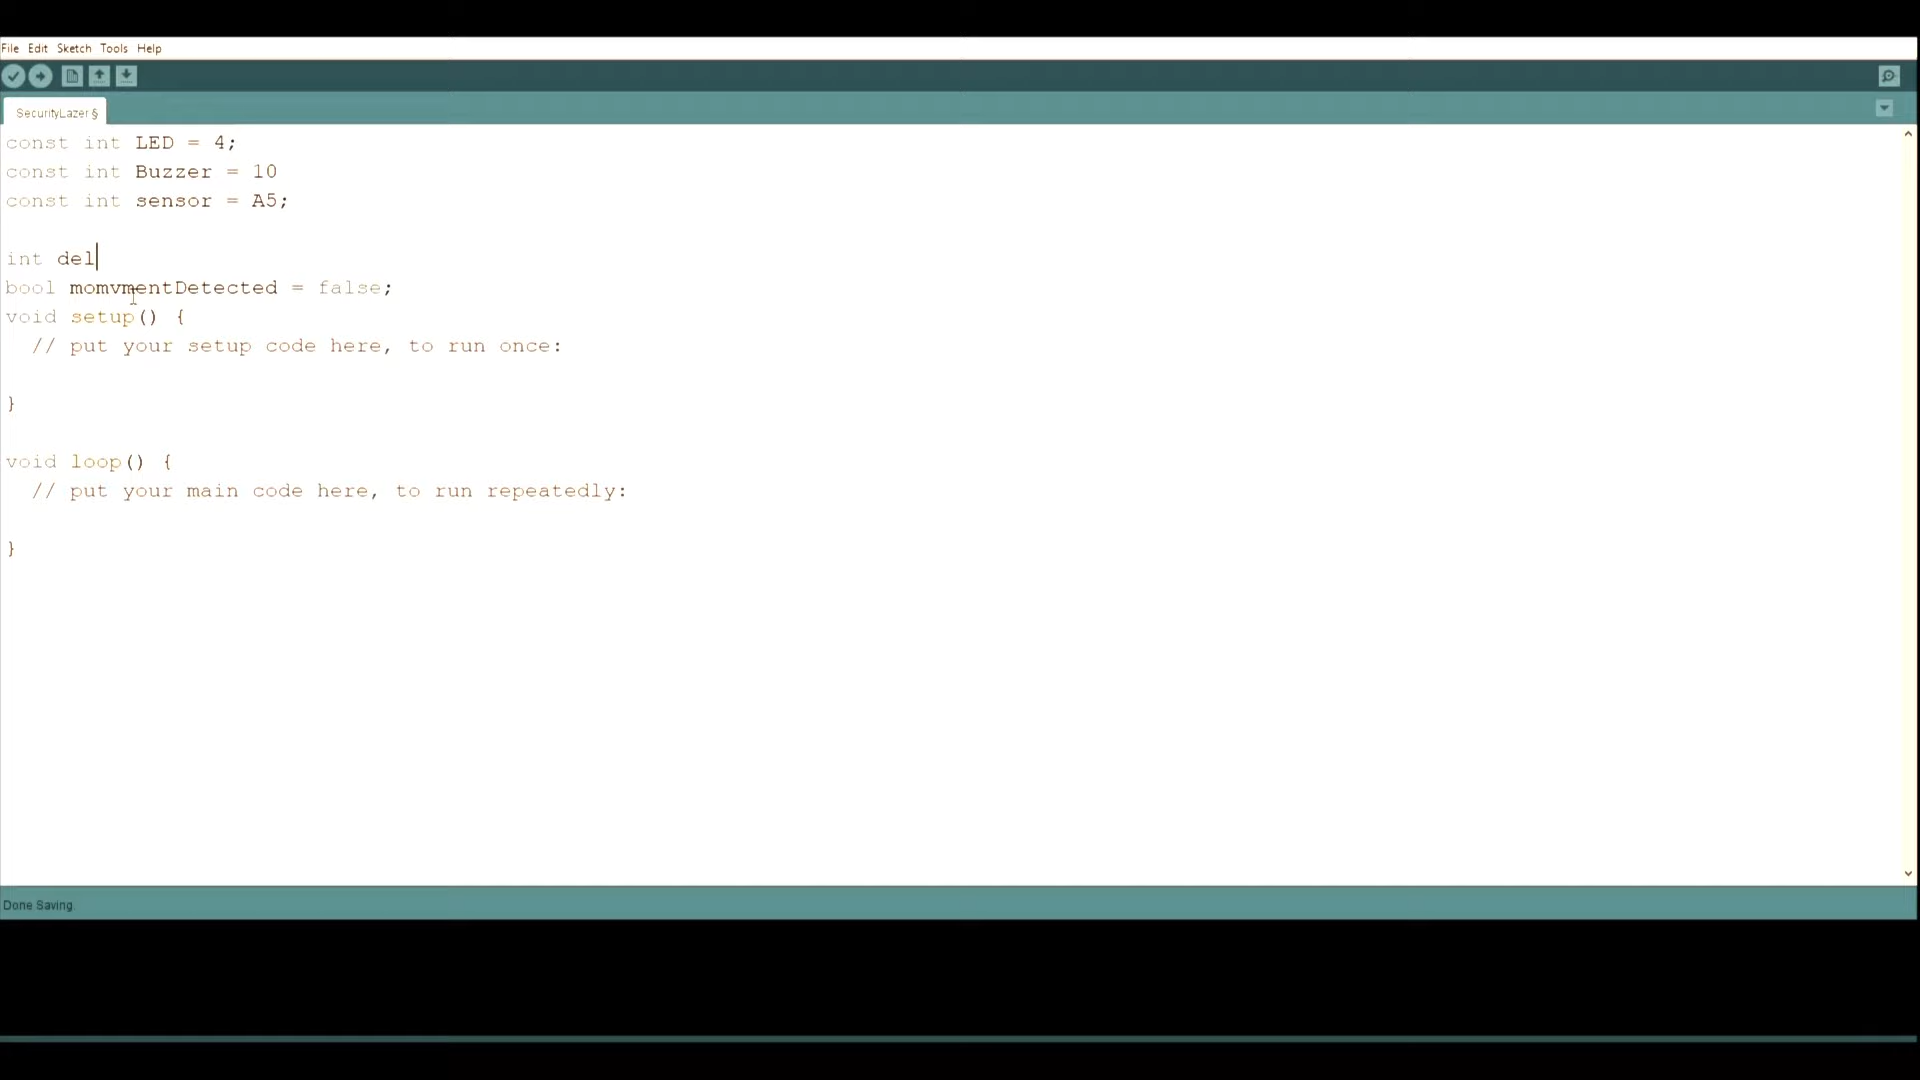 File Edit Sketch Tools Help
SecurityLazer §
const int LED = 4;
const int Buzzer = 10
const int sensor = A5;
int del
bool momvmentDetected = false;
void setup() {
// put your setup code here, to run once:
}
void loop() {
// put your main code here, to run repeatedly:
}
Done Saving.